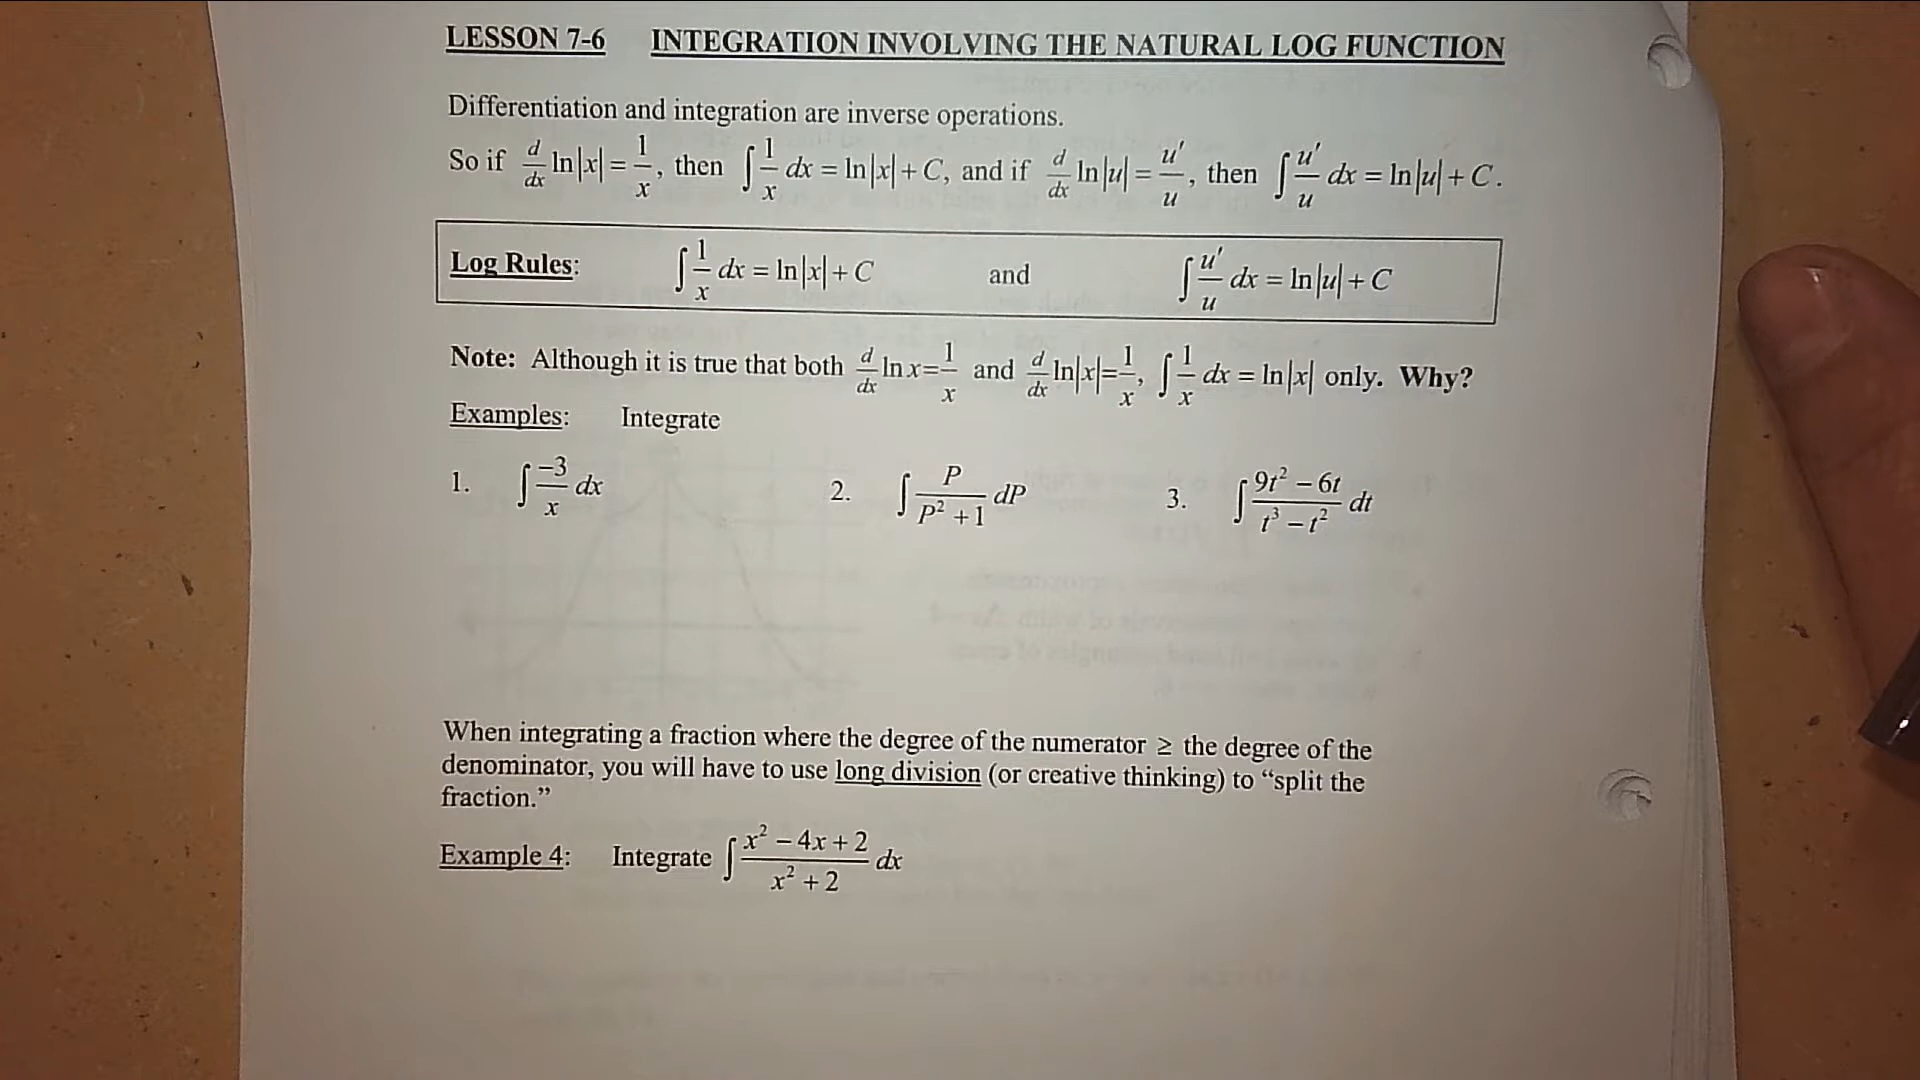 LESSON 7-6 INTEGRATION INVOLVING THE NATURAL LOG FUNCTION
Differentiation and integration are inverse operations.
So if d/dx ln|x| = 1/x, then ∫ 1/x dx = ln|x| + C, and if d/dx ln|u| = u'/u, then ∫ u'/u dx = ln|u| + C.
Log Rules: ∫ 1/x dx = ln|x| + C and ∫ u'/u dx = ln|u| + C
Note: Although it is true that both d/dx ln x = 1/x and d/dx ln|x| = 1/x, ∫ 1/x dx = ln|x| only. Why?
Examples: Integrate
1. ∫ -3/x dx 2. ∫ P/(P² + 1) dP 3. ∫ (9t² − 6t)/(t³ − t²) dt
When integrating a fraction where the degree of the numerator ≥ the degree of the
denominator, you will have to use long division (or creative thinking) to “split the
fraction.”
Example 4: Integrate ∫ (x² − 4x + 2)/(x² + 2) dx